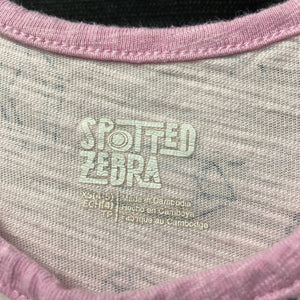 SPOTTED
ZEBRA
Made in Cambodia
Hecho en Camboya
Fabriqué au Cambodge